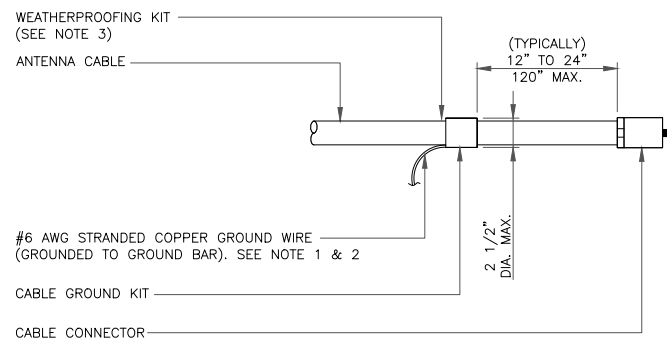 WEATHERPROOFING KIT
(SEE NOTE 3)
ANTENNA CABLE
(TYPICALLY)
12" TO 24"
120" MAX.
2 1/2"
DIA. MAX.
#6 AWG STRANDED COPPER GROUND WIRE
(GROUNDED TO GROUND BAR). SEE NOTE 1 & 2
CABLE GROUND KIT
CABLE CONNECTOR